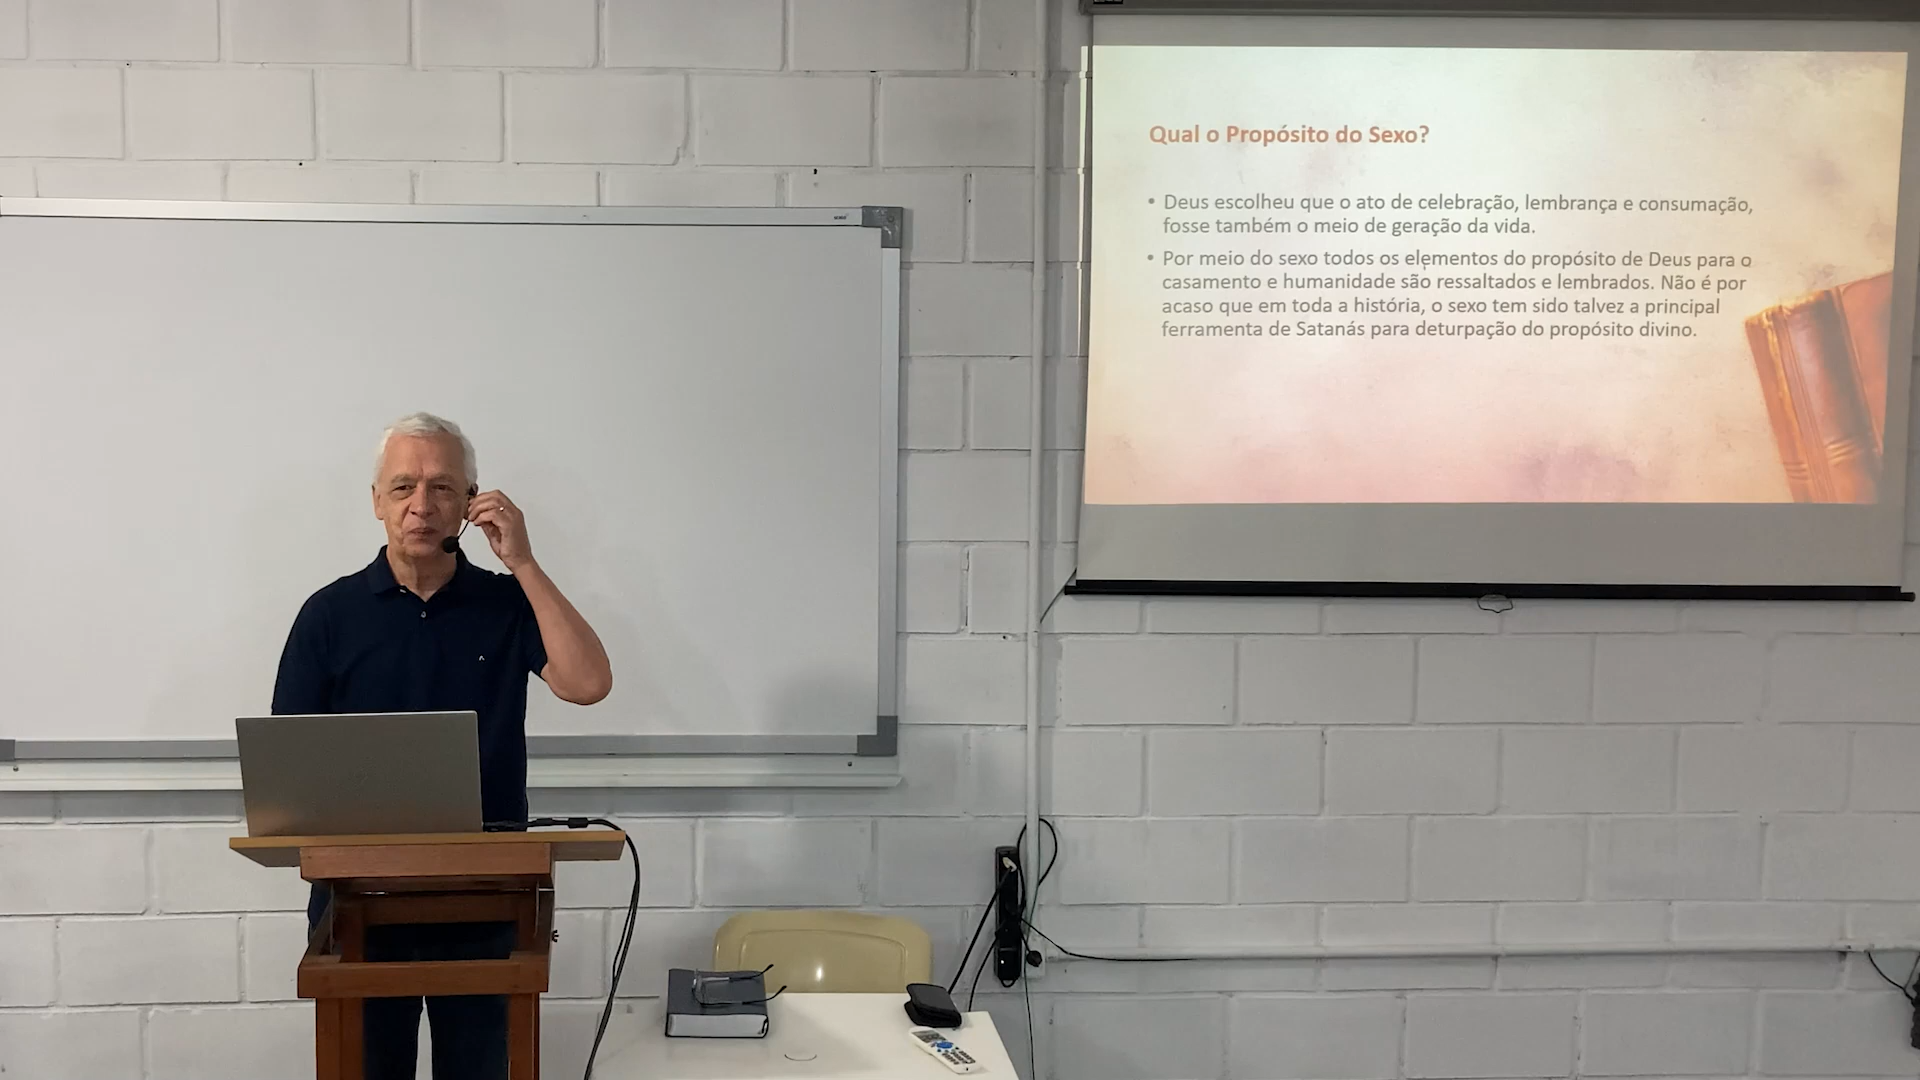 Qual o Propósito do Sexo?
• Deus escolheu que o ato de celebração, lembrança e consumação,
fosse também o meio de geração da vida.
• Por meio do sexo todos os elementos do propósito de Deus para o
casamento e humanidade são ressaltados e lembrados. Não é por
acaso que em toda a história, o sexo tem sido talvez a principal
ferramenta de Satanás para deturpação do propósito divino.